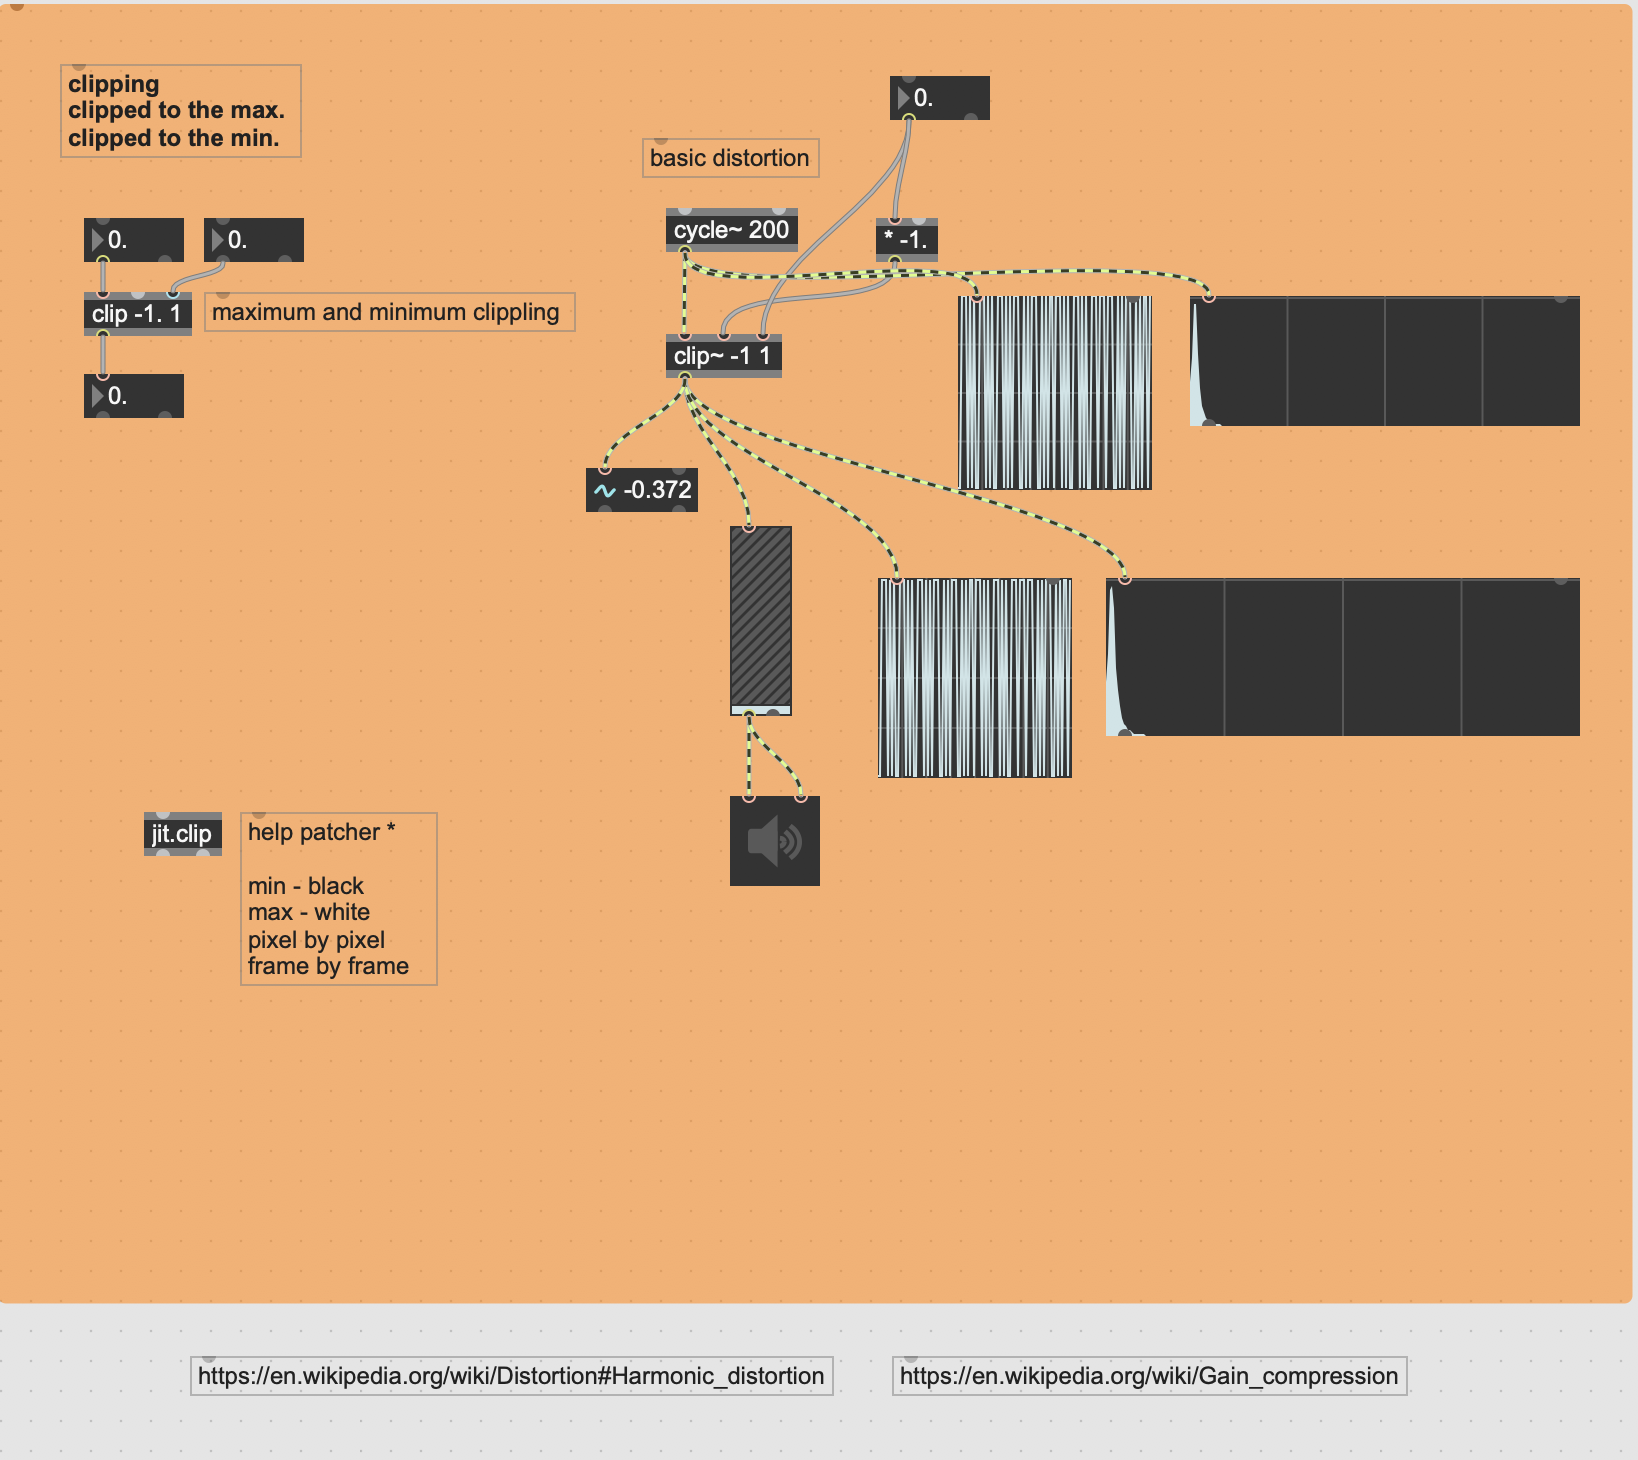 clipping
clipped to the max.
clipped to the min.
0.
basic distortion
0.
0.
cycle~ 200
* -1.
clip -1. 1
maximum and minimum clippling
clip~ -1 1
0.
-0.372
jit.clip
help patcher *
min - black
max - white
pixel by pixel
frame by frame
https://en.wikipedia.org/wiki/Distortion#Harmonic_distortion
https://en.wikipedia.org/wiki/Gain_compression